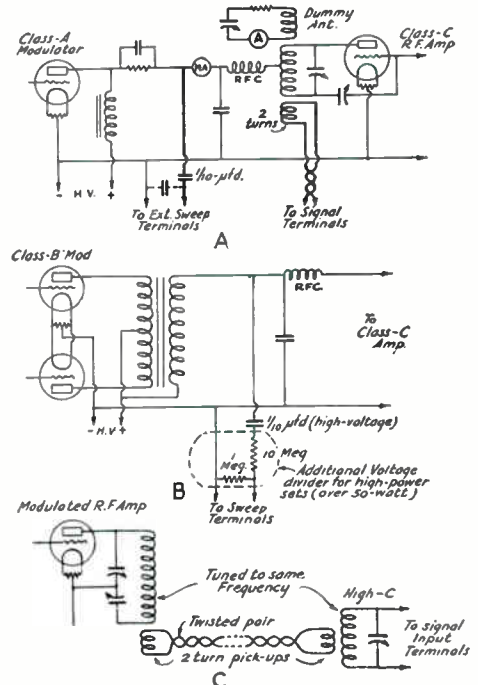 Class-A
Modulator
Dummy
Ant.
A
Class-C
R.F. Amp
MA
R.F.C.
2
turns
- H.V. +
1/10-µfd.
To Ext. Sweep
Terminals
To Signal
Terminals
A
Class-B Mod
R.F.C.
To
Class-C
Amp.
- H.V +
1/10 µfd (high-voltage)
10 Meg
1
Meg.
Additional Voltage
divider for high-power
sets (over 50-watt)
B
To Sweep
Terminals
Modulated R.F. Amp
Tuned to same
Frequency
High-C
Twisted pair
To signal
Input
Terminals
2 turn pick-ups
C